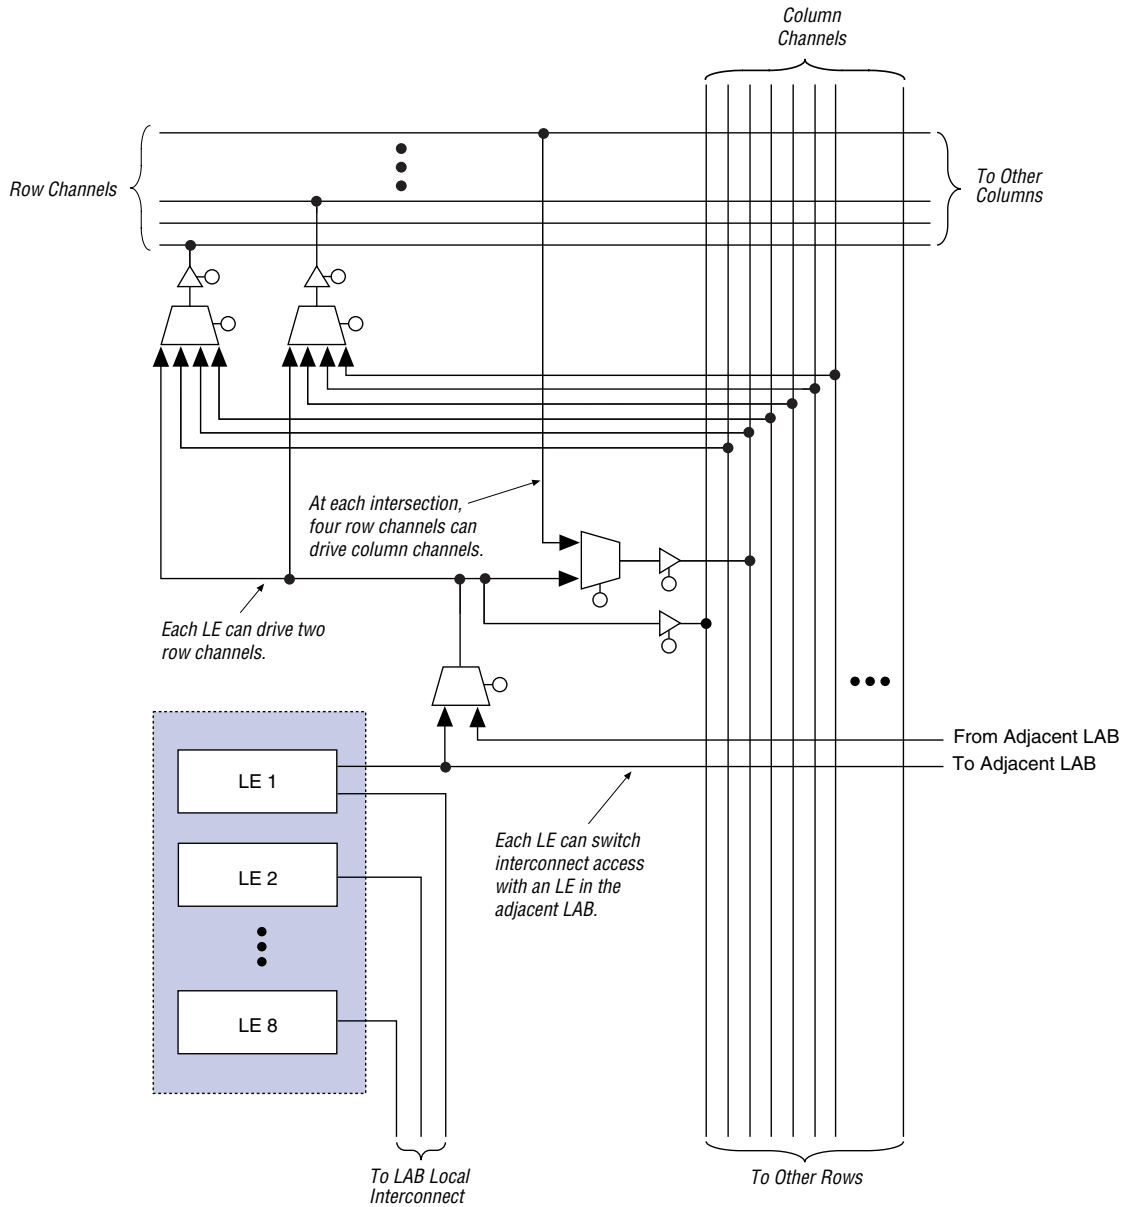 Column
Channels
Row Channels
To Other
Columns
At each intersection,
four row channels can
drive column channels.
Each LE can drive two
row channels.
From Adjacent LAB
To Adjacent LAB
LE 1
Each LE can switch
interconnect access
with an LE in the
adjacent LAB.
LE 2
LE 8
To LAB Local
Interconnect
To Other Rows